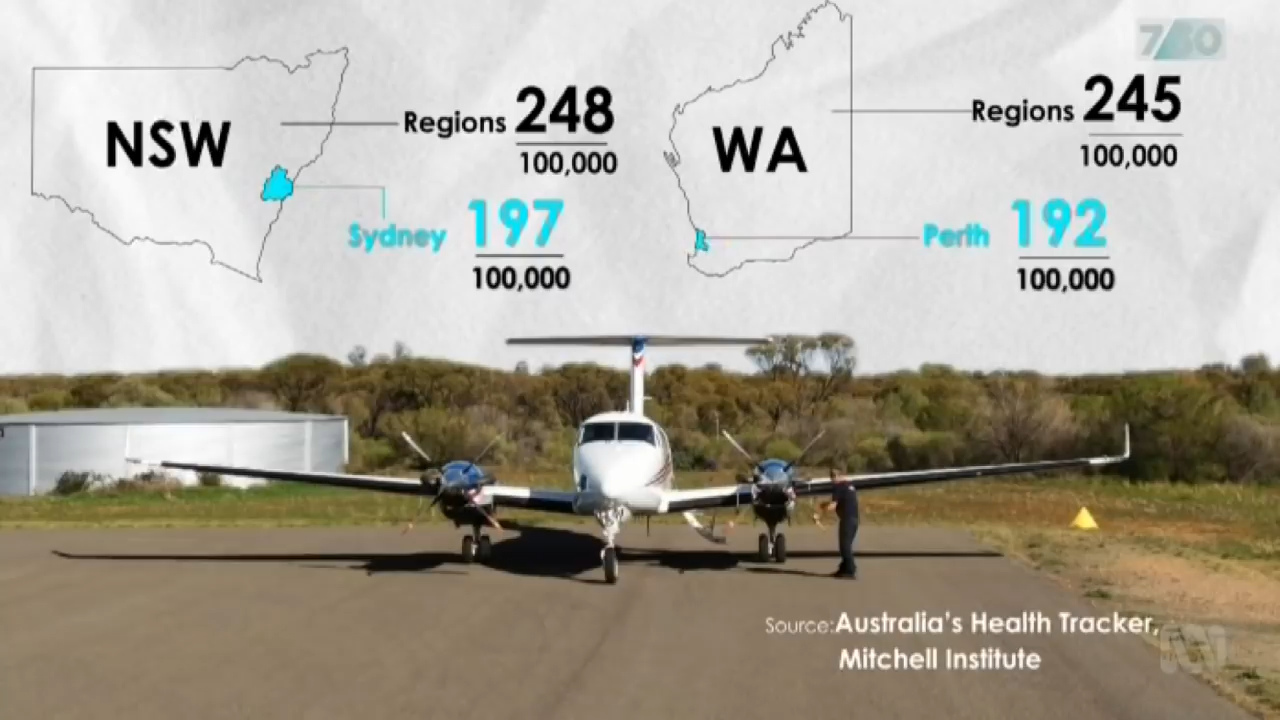 7/30
NSW
Regions 248
100,000
Sydney 197
100,000
WA
Regions 245
100,000
Perth 192
100,000
Source:Australia's Health Tracker,
Mitchell Institute